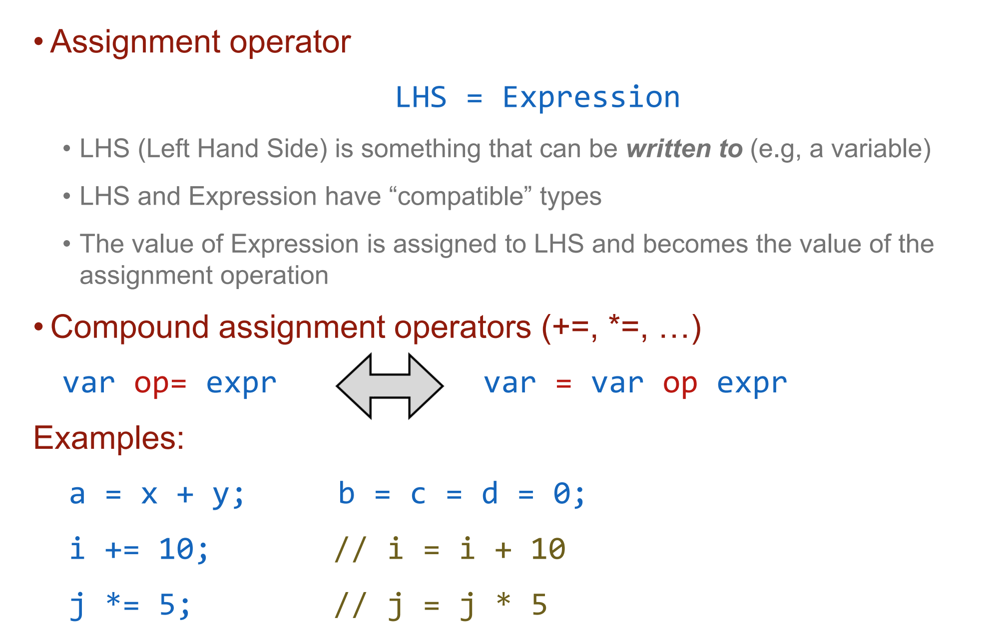 • Assignment operator
LHS = Expression
• LHS (Left Hand Side) is something that can be written to (e.g, a variable)
• LHS and Expression have “compatible” types
• The value of Expression is assigned to LHS and becomes the value of the
assignment operation
• Compound assignment operators (+=, *=, …)
var op= expr var = var op expr
Examples:
a = x + y; b = c = d = 0;
i += 10; // i = i + 10
j *= 5; // j = j * 5